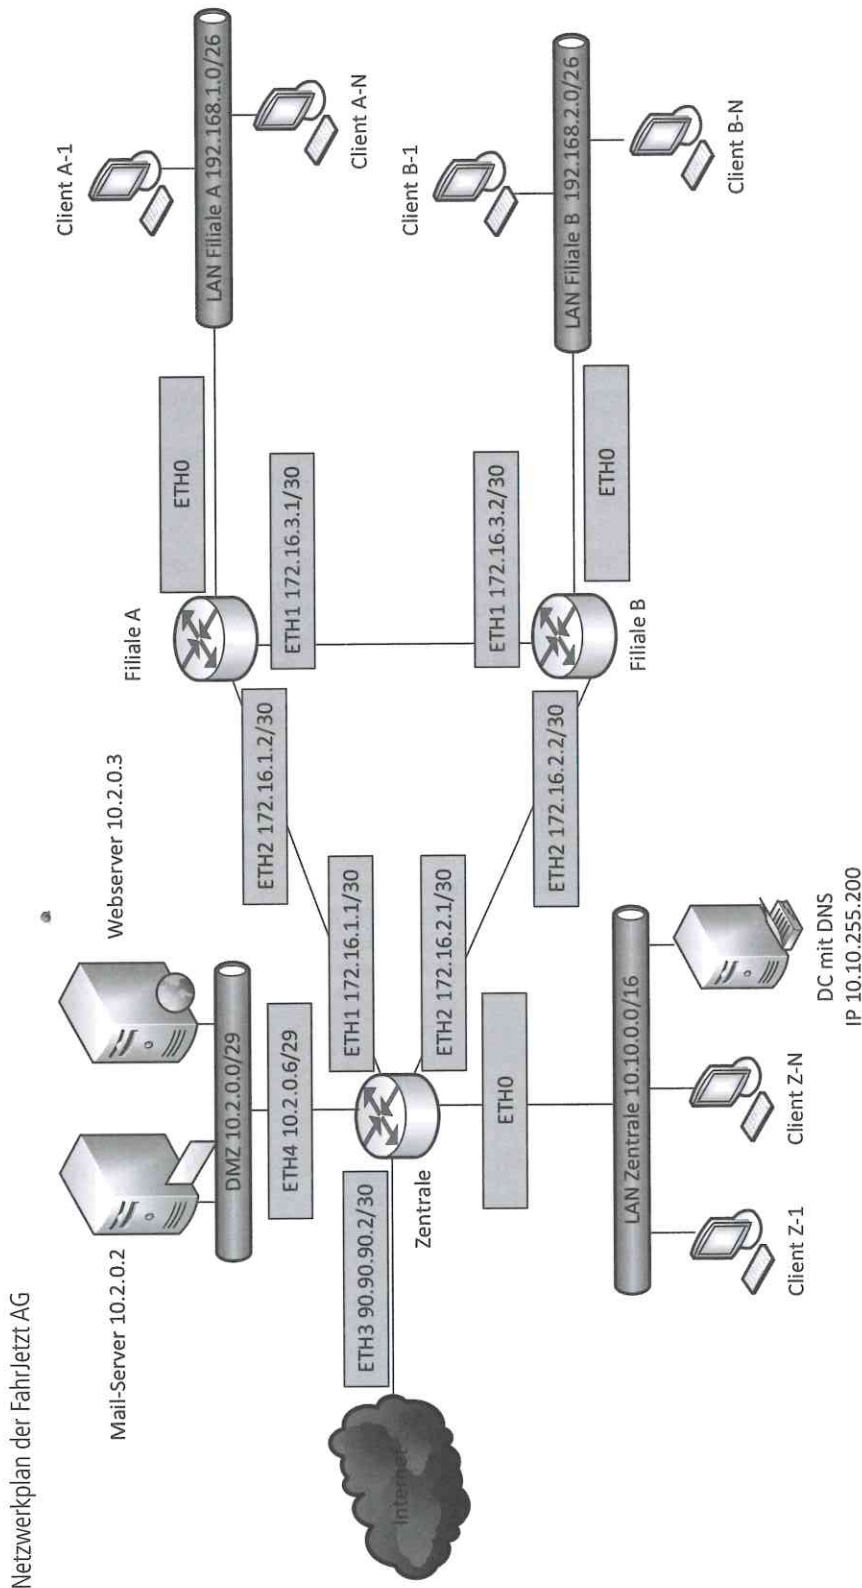 Netzwerkplan der FahrJetzt AG
Mail-Server 10.2.0.2
Webserver 10.2.0.3
DMZ 10.2.0.0/29
ETH4 10.2.0.6/29
ETH3 90.90.90.2/30
Internet
Zentrale
ETH1 172.16.1.1/30
ETH2 172.16.2.1/30
ETH0
LAN Zentrale 10.10.0.0/16
Client Z-1
Client Z-N
DC mit DNS
IP 10.10.255.200
Filiale A
ETH2 172.16.1.2/30
ETH1 172.16.3.1/30
ETH0
LAN Filiale A 192.168.1.0/26
Client A-1
Client A-N
Filiale B
ETH2 172.16.2.2/30
ETH1 172.16.3.2/30
ETH0
LAN Filiale B 192.168.2.0/26
Client B-1
Client B-N